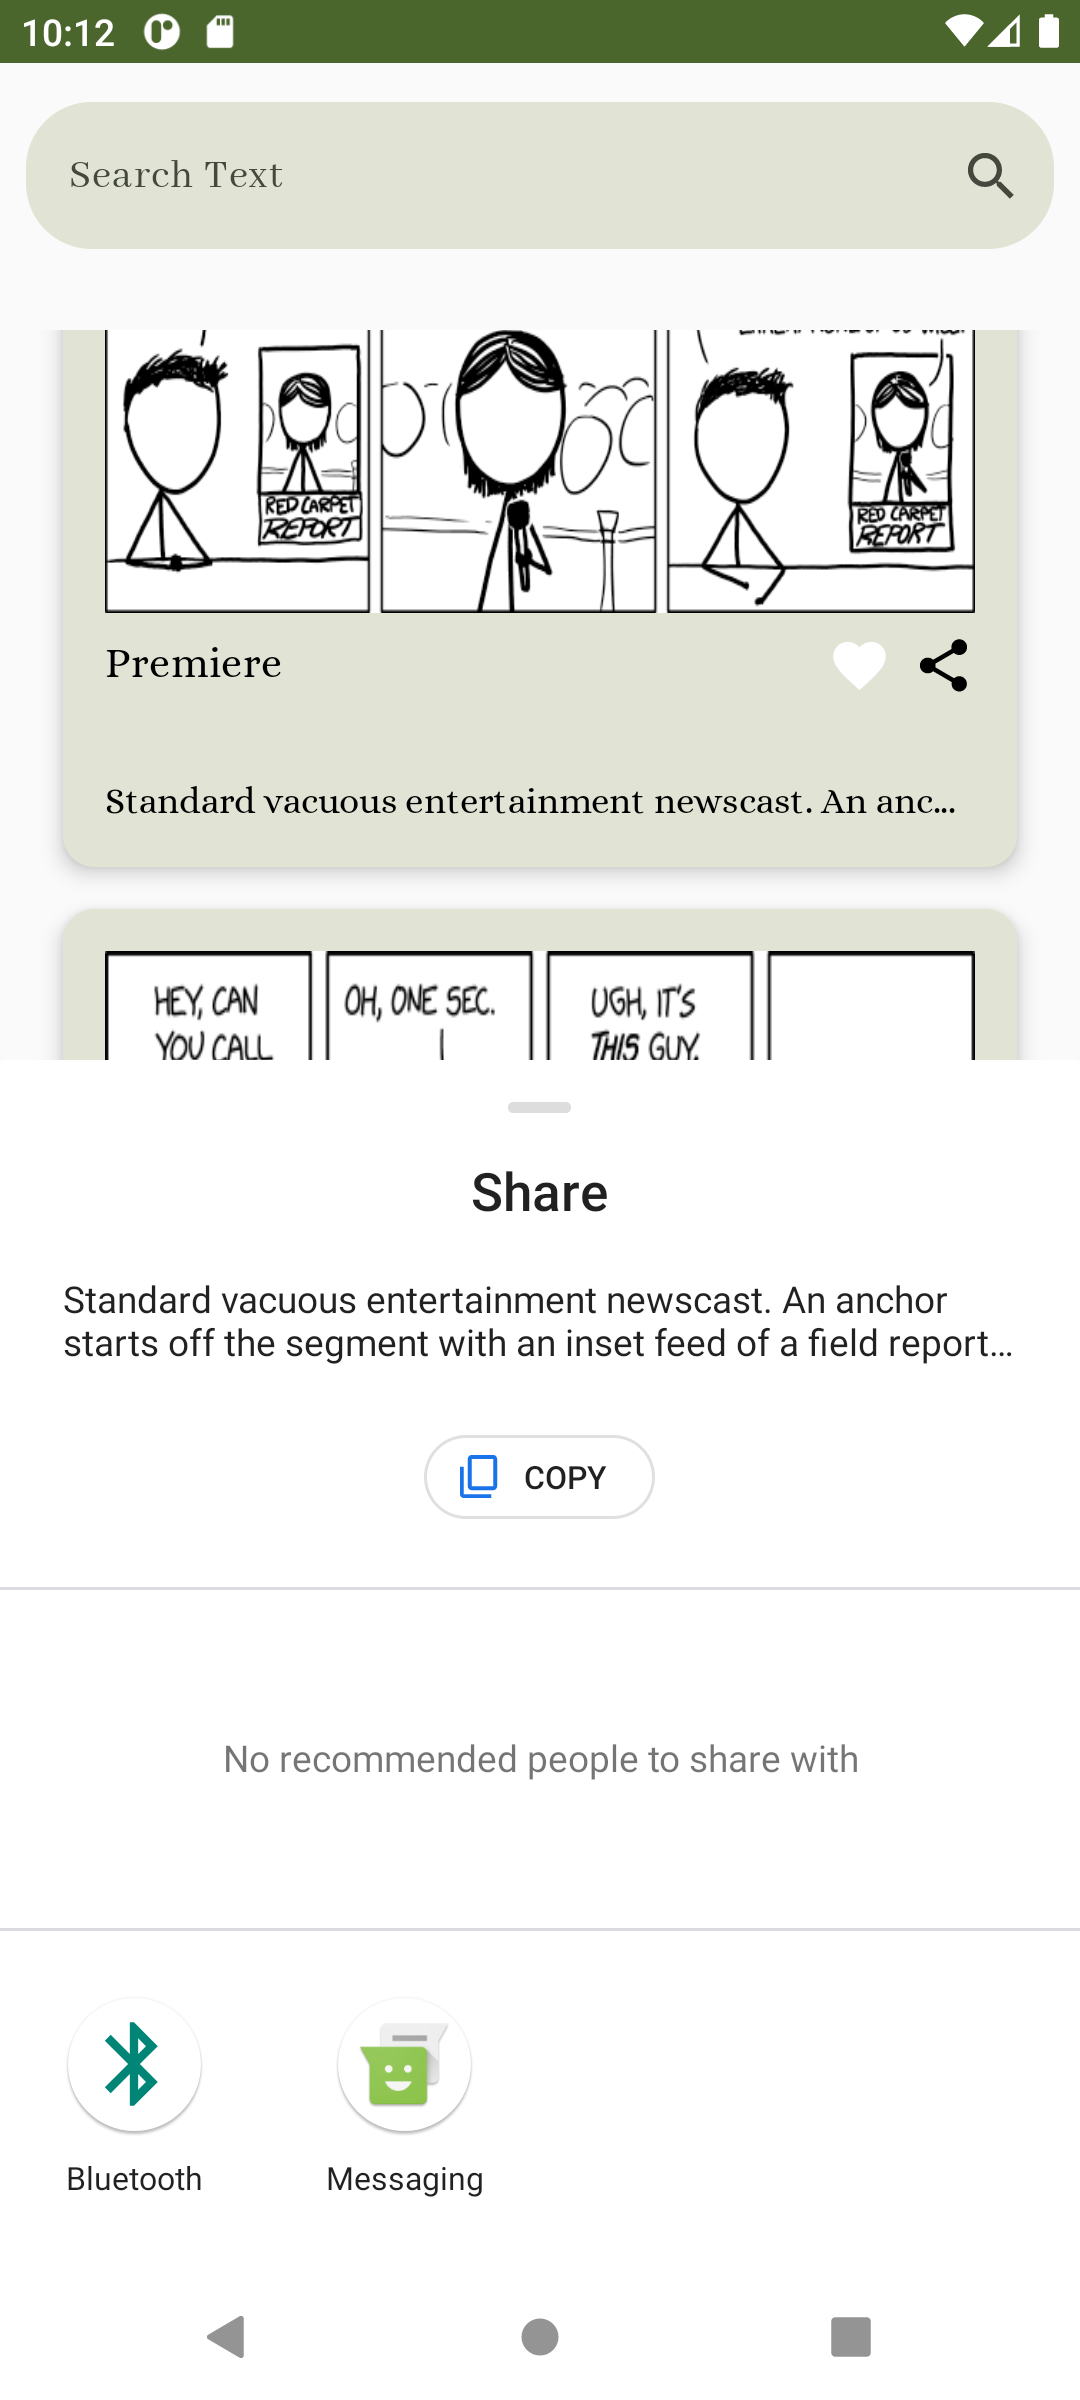 10:12
Search Text
RED CARPET
REPORT
RED CARPET
REPORT
Premiere
Standard vacuous entertainment newscast. An anc...
HEY, CAN
YOU CALL
OH, ONE SEC.
UGH, IT'S
THIS GUY.
Share
Standard vacuous entertainment newscast. An anchor
starts off the segment with an inset feed of a field report...
COPY
No recommended people to share with
Bluetooth
Messaging